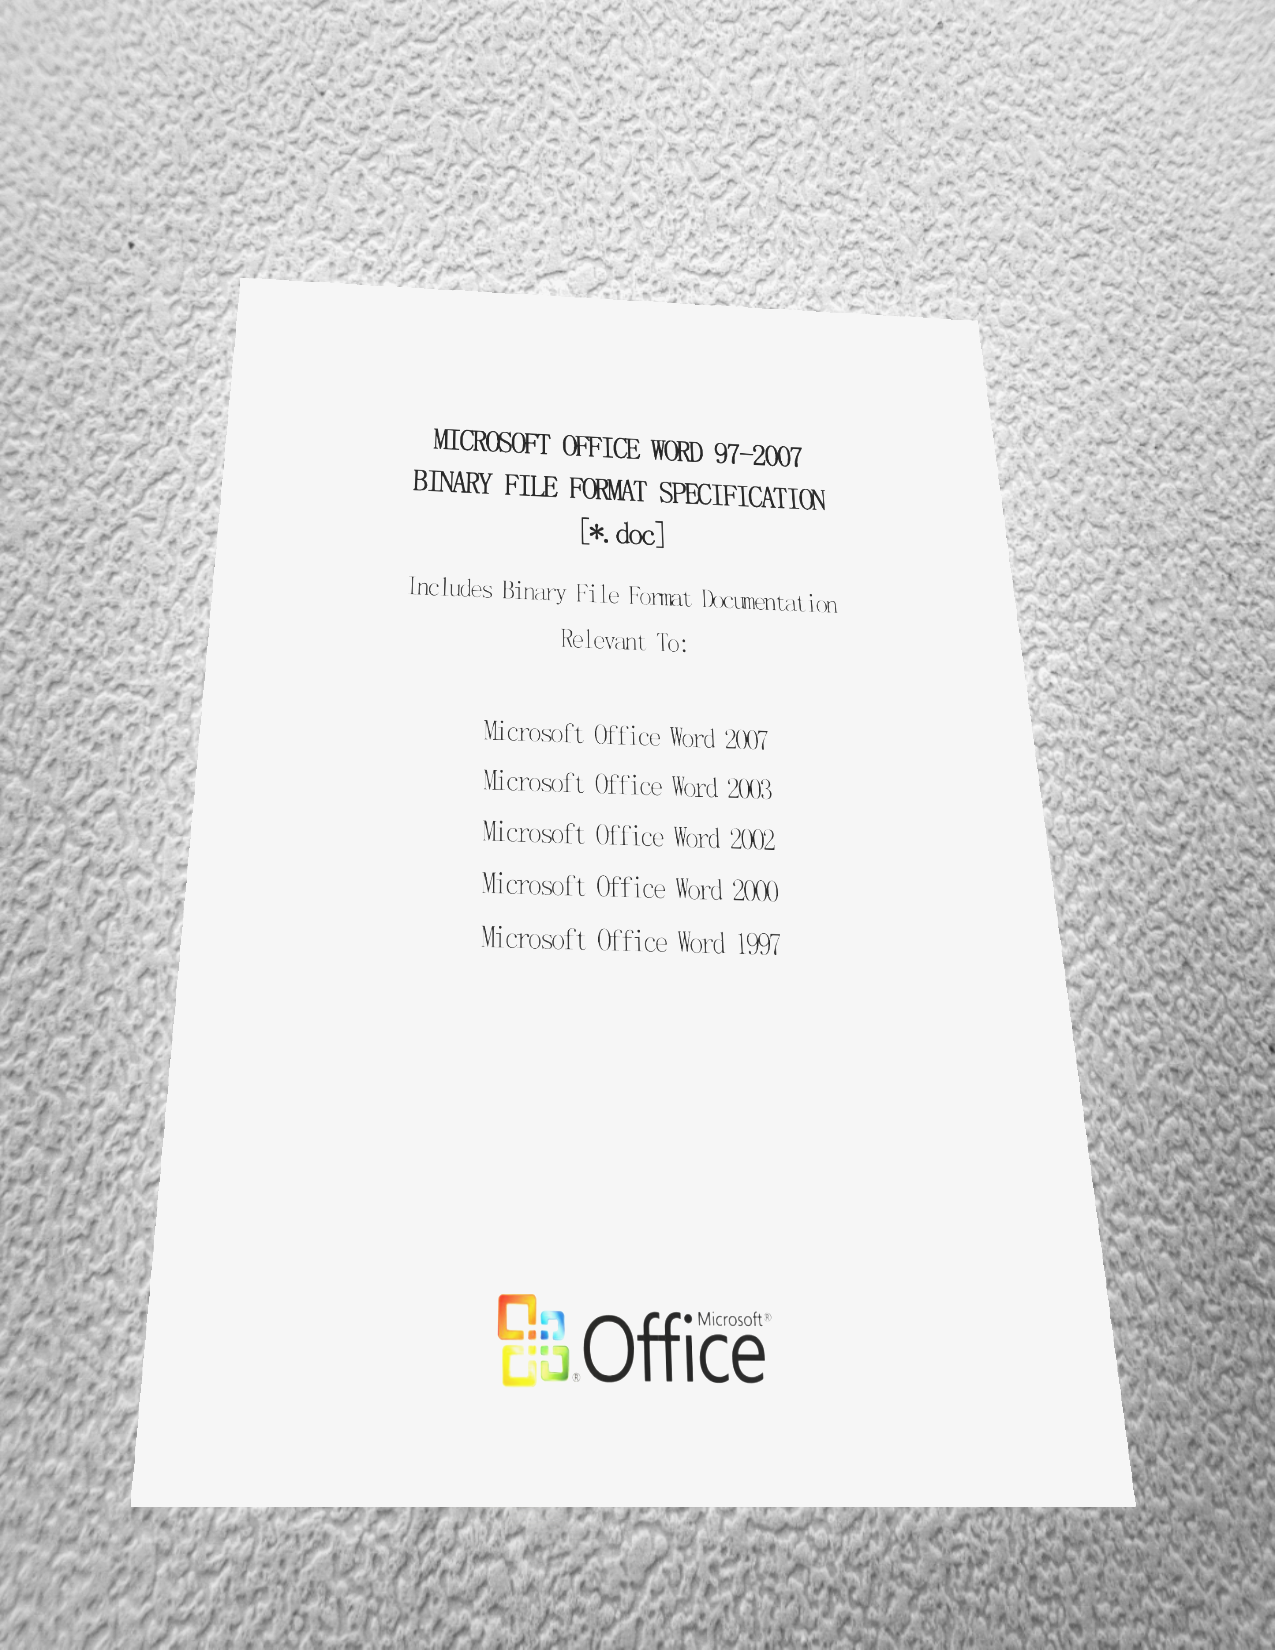 MICROSOFT OFFICE WORD 97-2007
BINARY FILE FORMAT SPECIFICATION
[*.doc]
Includes Binary File Format Documentation
Relevant To:
Microsoft Office Word 2007
Microsoft Office Word 2003
Microsoft Office Word 2002
Microsoft Office Word 2000
Microsoft Office Word 1997
Microsoft®
® Office